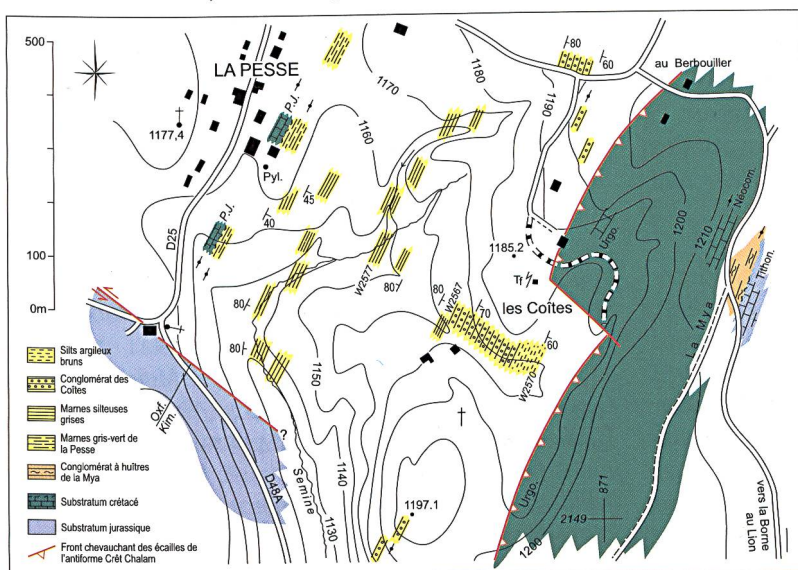 500
100
0m
LA PESSE
1177,4
Pyl.
P.J.
P.J.
D25
1170
1160
1180
1190
80
60
au Berbouiller
45
40
80
80
80
80
70
60
W2577
W2567
W2570
1185.2
Tf
les Coîtes
Urgo.
1200
1210
Néocom.
Tithon.
La Mya
Oxf.
Kim.
?
D48A
Semine
1150
1140
1130
1197.1
Urgo.
1200
2149
871
vers la Borne
au Lion
Silts argileux
bruns
Conglomérat des
Coîtes
Marnes silteuses
grises
Marnes gris-vert de
la Pesse
Conglomérat à huîtres
de la Mya
Substratum crétacé
Substratum jurassique
Front chevauchant des écailles de
l'antiforme Crêt Chalam